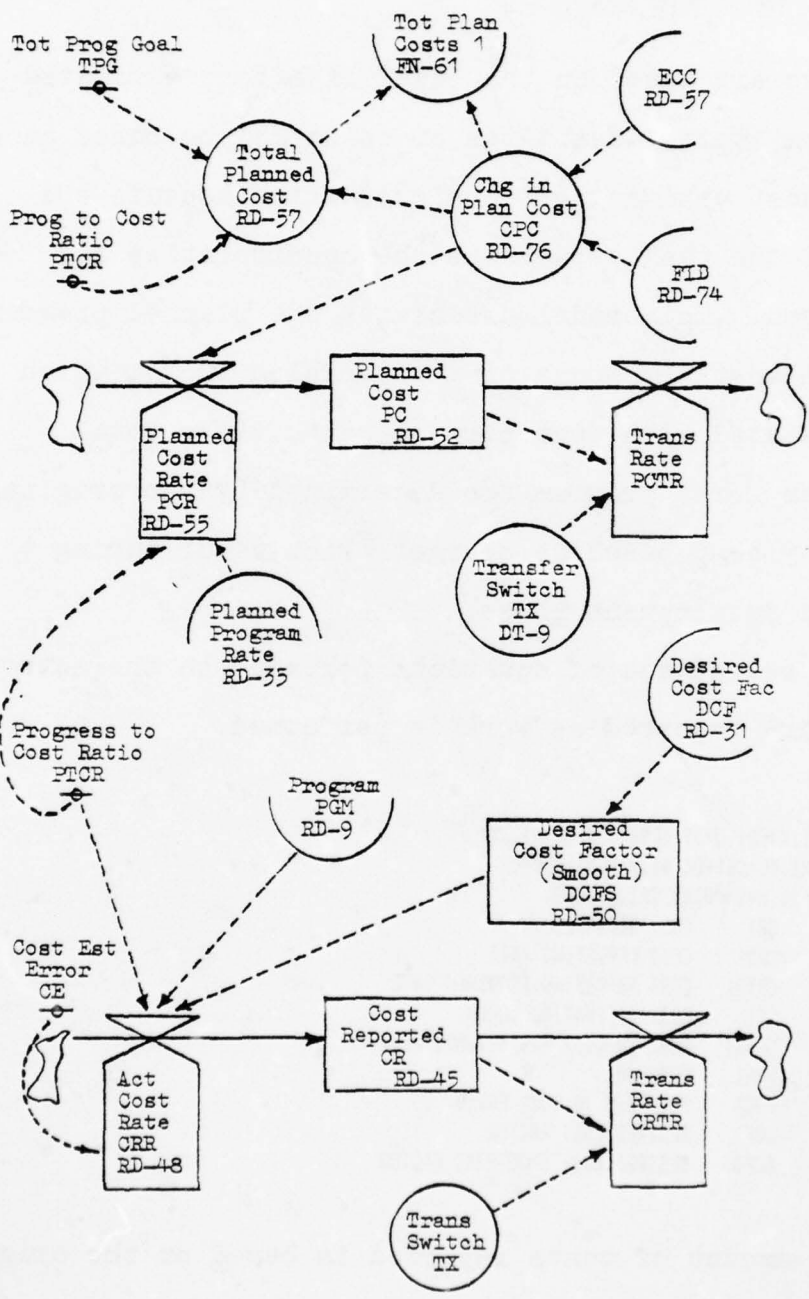 Tot Prog Goal
TPG
Tot Plan
Costs 1
FN-61
ECC
RD-57
Total
Planned
Cost
RD-57
Chg in
Plan Cost
CPC
RD-76
Prog to Cost
Ratio
PTCR
FID
RD-74
Planned
Cost
PC
RD-52
Planned
Cost
Rate
PCR
RD-55
Trans
Rate
PCTR
Transfer
Switch
TX
DT-9
Planned
Program
Rate
RD-35
Desired
Cost Fac
DCF
RD-31
Progress to
Cost Ratio
PTCR
Program
PGM
RD-9
Desired
Cost Factor
(Smooth)
DCFS
RD-50
Cost Est
Error
CE
Cost
Reported
CR
RD-45
Act
Cost
Rate
CRR
RD-48
Trans
Rate
CRTR
Trans
Switch
TX